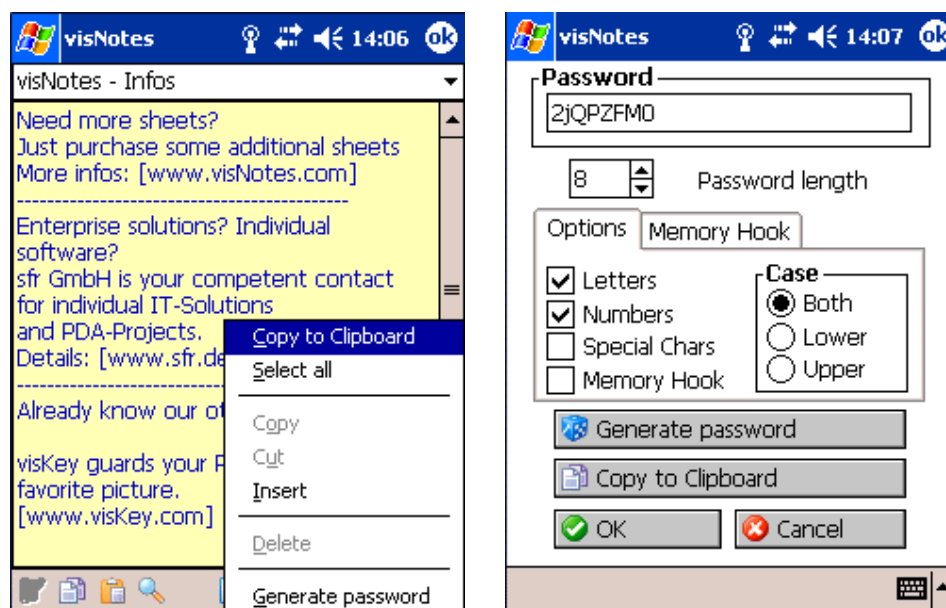 visNotes 14:06 ok
visNotes - Infos
Need more sheets?
Just purchase some additional sheets
More infos: [www.visNotes.com]
-------------------------------------------
Enterprise solutions? Individual
software?
sfr GmbH is your competent contact
for individual IT-Solutions
and PDA-Projects.
Details: [www.sfr.de
Already know our ot
visKey guards your P
favorite picture.
[www.visKey.com]
Copy to Clipboard
Select all
Copy
Cut
Insert
Delete
Generate password
visNotes 14:07 ok
Password
2jQPZFM0
8 Password length
Options Memory Hook
Letters
Numbers
Special Chars
Memory Hook
Case
Both
Lower
Upper
Generate password
Copy to Clipboard
OK Cancel